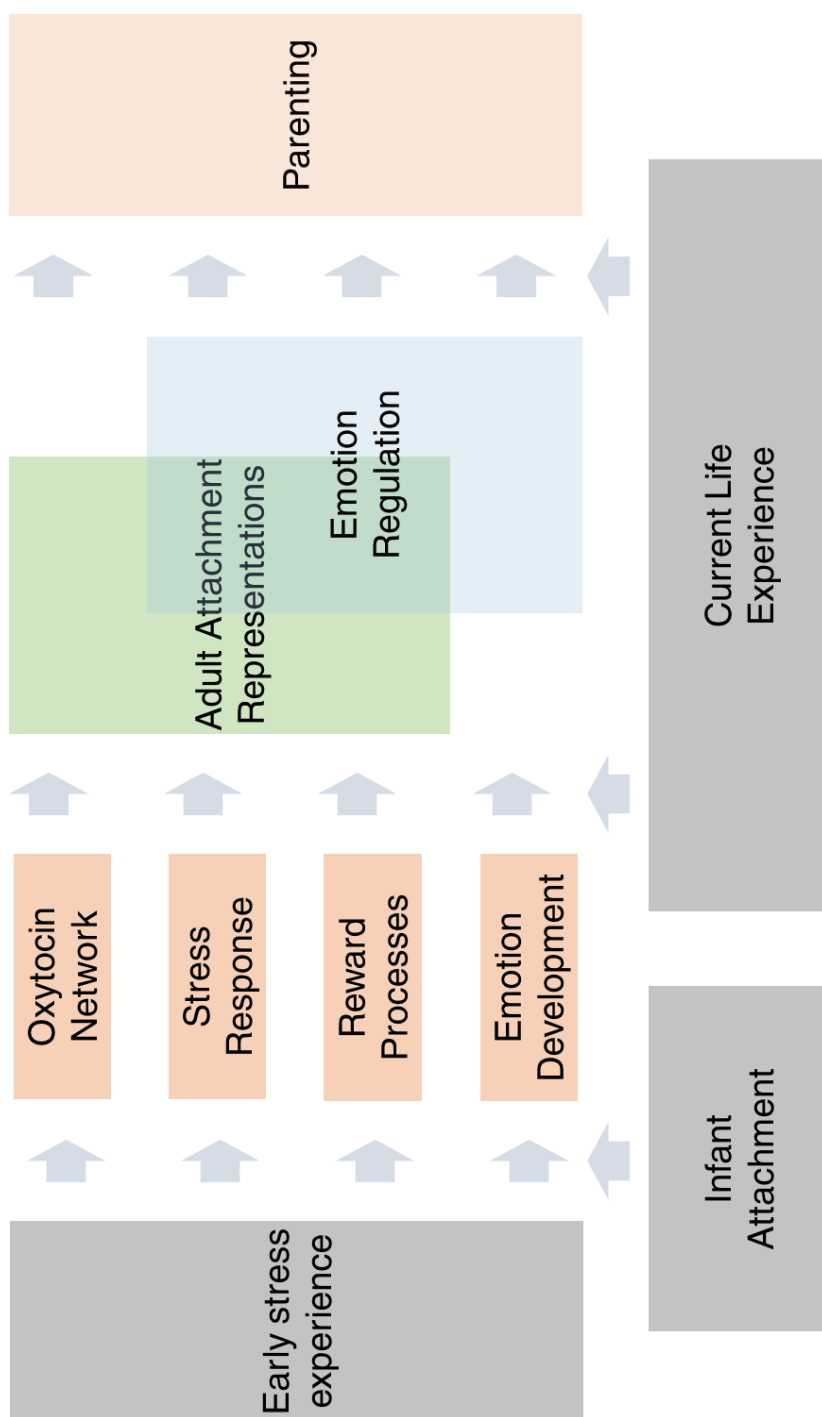 Early stress
experience
Oxytocin
Network
Stress
Response
Reward
Processes
Emotion
Development
Adult Attachment
Representations
Emotion
Regulation
Parenting
Infant
Attachment
Current Life
Experience